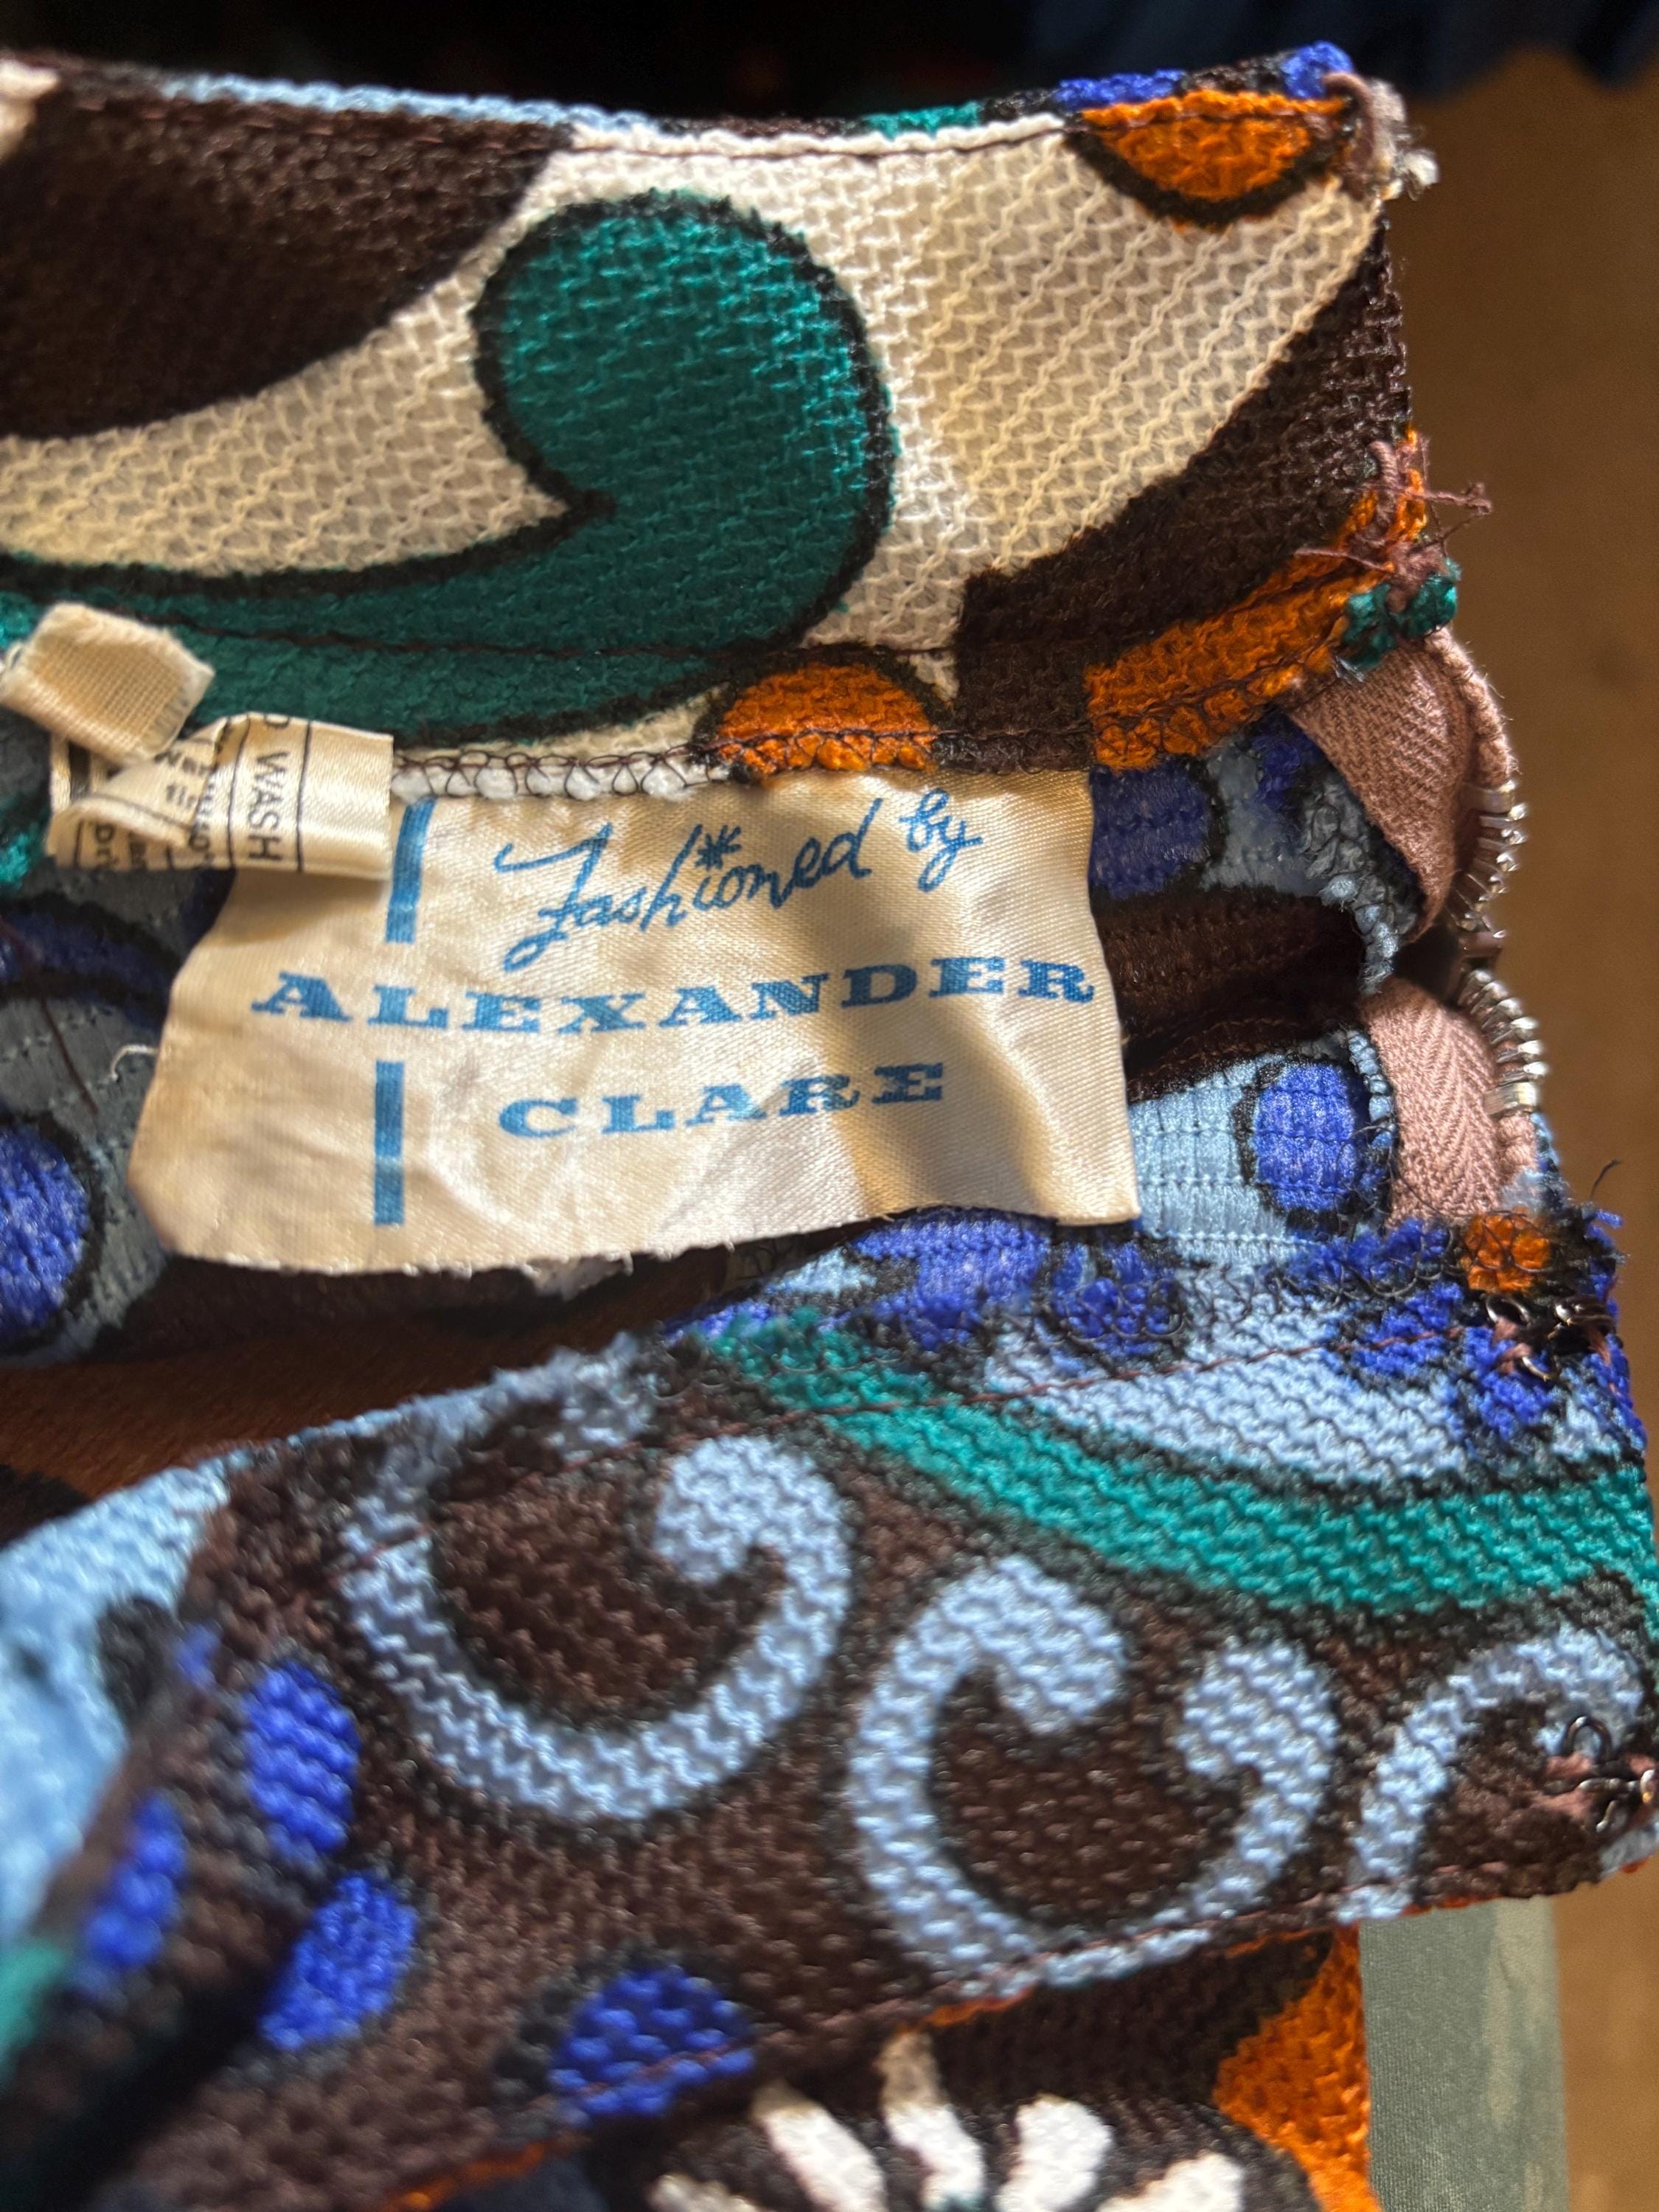 Fashioned by
ALEXANDER
CLARE
WASH